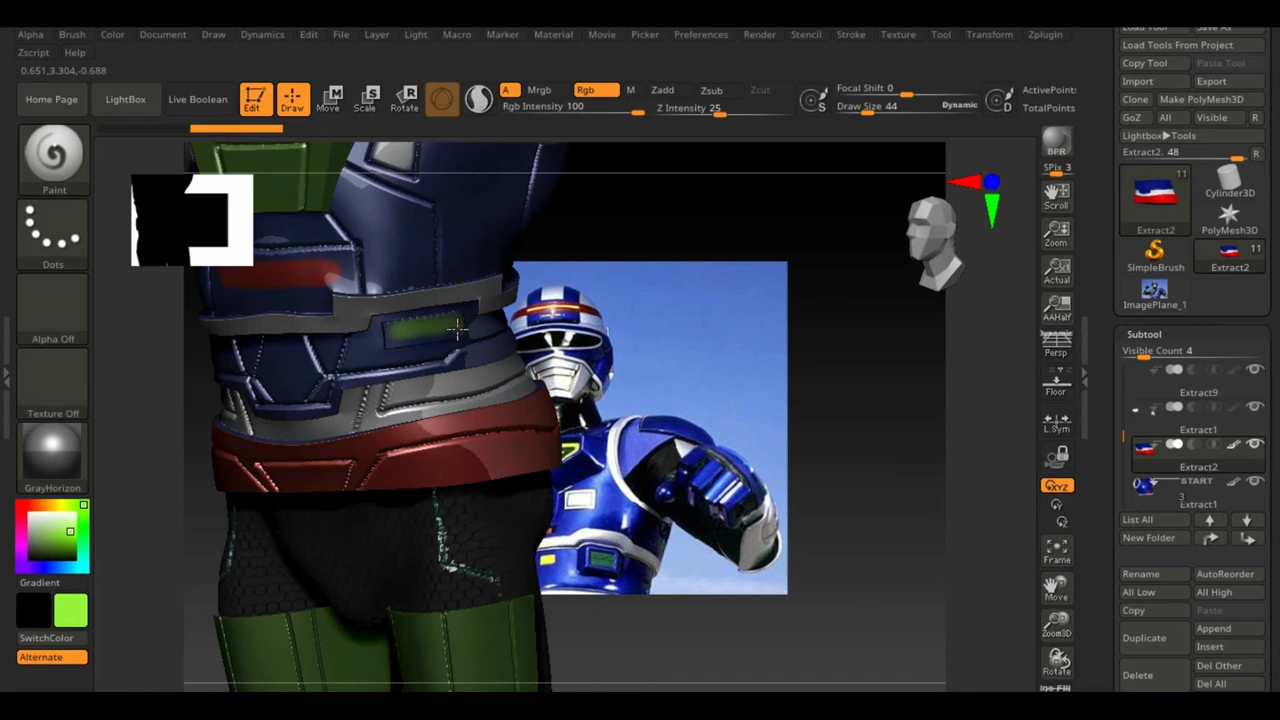 Alpha Brush Color Document Draw Dynamics Edit File Layer Light Macro Marker Material Movie Picker Preferences Render Stencil Stroke Texture Tool Transform Zplugin
Zscript Help
0.651,3.304,-0.688
Home Page LightBox Live Boolean Edit Draw Move Scale Rotate
A Mrgb Rgb M Zadd Zsub Zcut
Rgb Intensity 100 Z Intensity 25
Focal Shift 0
Draw Size 44 Dynamic
ActivePoint
TotalPoints
Paint
Dots
Alpha Off
Texture Off
GrayHorizon
Gradient
SwitchColor
Alternate
BPR
SPix 3
Scroll
Zoom
Actual
AAHalf
Dynamic
Persp
Floor
L.Sym
XYZ
Frame
Move
Zoom3D
Rotate
Load Tools From Project
Copy Tool Paste Tool
Import Export
Clone Make PolyMesh3D
GoZ All Visible R
Lightbox▶Tools
Extract2. 48 R
11
Extract2
Cylinder3D
PolyMesh3D
SimpleBrush
11
Extract2
ImagePlane_1
Subtool
Visible Count 4
Extract9
Extract1
Extract2
START
3
Extract1
List All
New Folder
Rename AutoReorder
All Low All High
Copy Paste
Duplicate Append
Insert
Delete Del Other
Del All